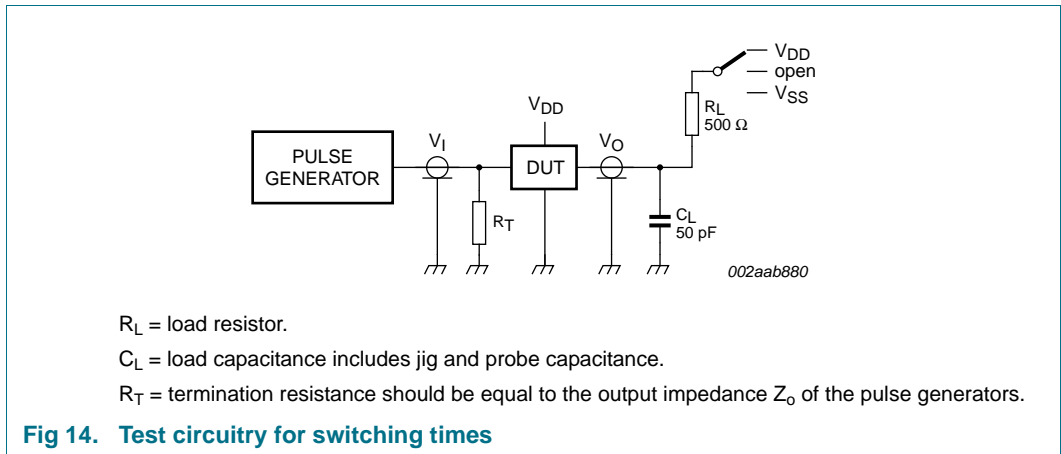 VDD
open
VSS
RL
500 Ω
VDD
VI
VO
PULSE
GENERATOR
DUT
RT
CL
50 pF
002aab880
RL = load resistor.
CL = load capacitance includes jig and probe capacitance.
RT = termination resistance should be equal to the output impedance Zo of the pulse generators.
Fig 14. Test circuitry for switching times